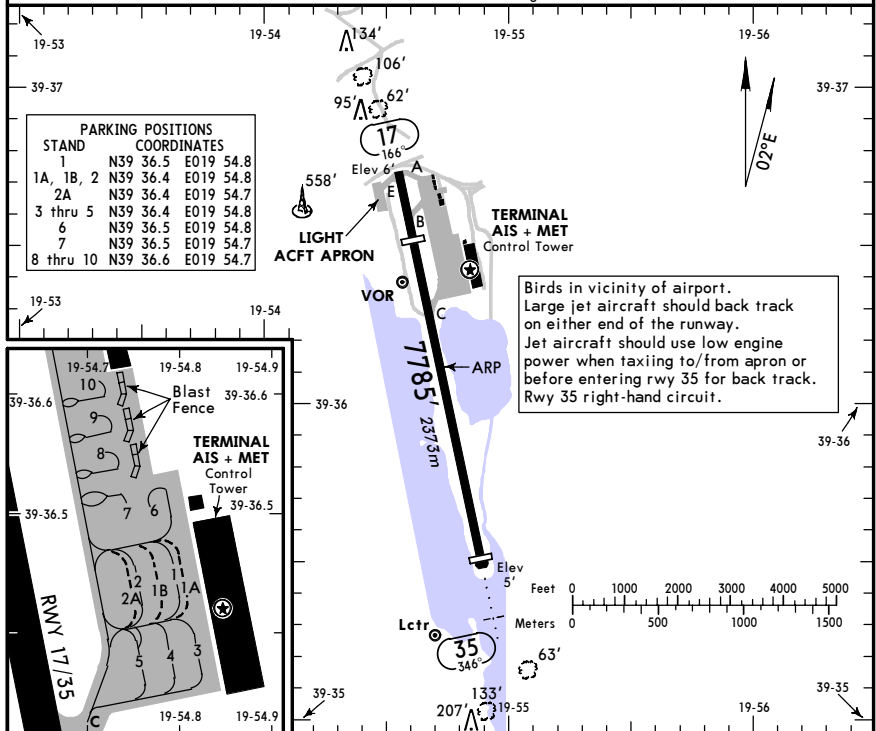 19-53
19-54
19-55
19-56
134'
106'
39-37
39-37
95'
62'
17
166°
02°E
PARKING POSITIONS
STAND COORDINATES
1 N39 36.5 E019 54.8
1A, 1B, 2 N39 36.4 E019 54.8
2A N39 36.4 E019 54.7
3 thru 5 N39 36.4 E019 54.8
6 N39 36.5 E019 54.8
7 N39 36.5 E019 54.7
8 thru 10 N39 36.6 E019 54.7
558'
Elev 6'
A
E
B
LIGHT
ACFT APRON
TERMINAL
AIS + MET
Control Tower
VOR
C
19-53
19-54
Birds in vicinity of airport.
Large jet aircraft should back track
on either end of the runway.
Jet aircraft should use low engine
power when taxiing to/from apron or
before entering rwy 35 for back track.
Rwy 35 right-hand circuit.
7785'
2373m
ARP
39-36
39-36
19-54.7
19-54.8
19-54.9
10
39-36.6
39-36.6
Blast
Fence
9
8
TERMINAL
AIS + MET
Control
Tower
39-36.5
39-36.5
7
6
2
2A
1B
1
1A
RWY 17/35
5
4
3
C
19-54.8
19-54.9
Elev
5'
Feet
0 1000 2000 3000 4000 5000
Meters
0 500 1000 1500
Lctr
35
346°
63'
133'
207'
39-35
39-35
19-55
19-56